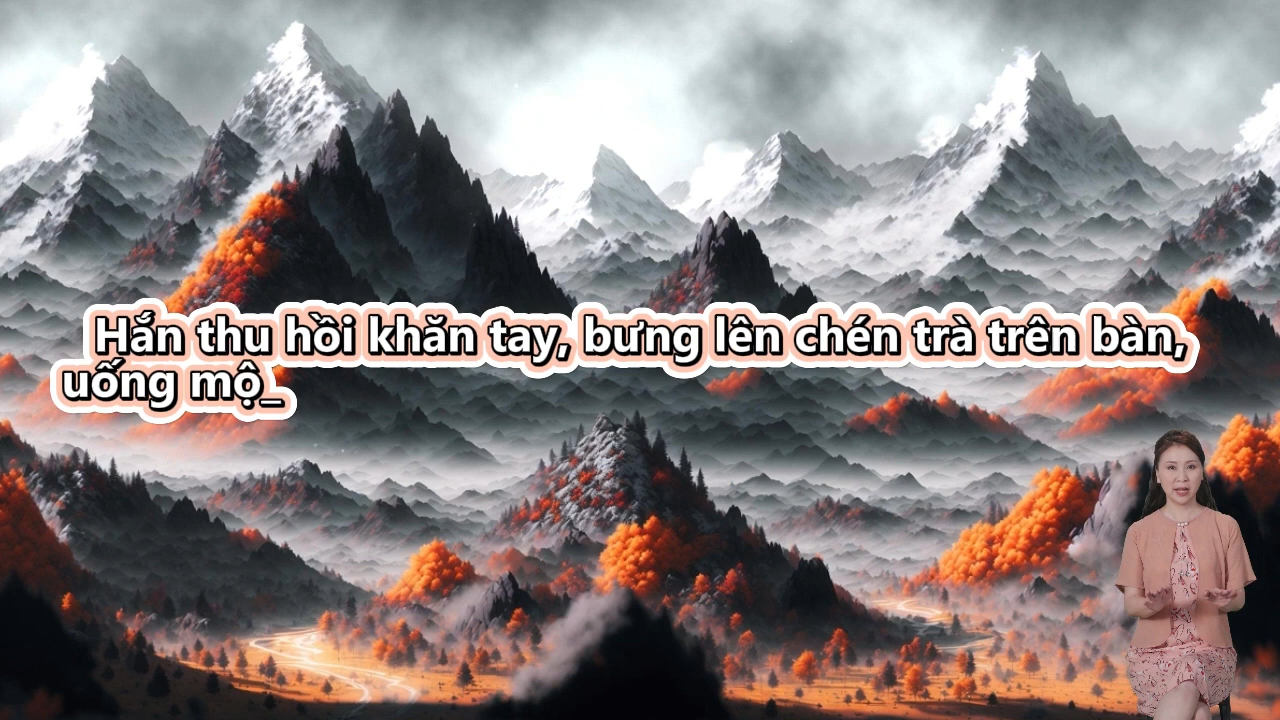 Hắn thu hồi khăn tay, bưng lên chén trà trên bàn,
uống mộ_